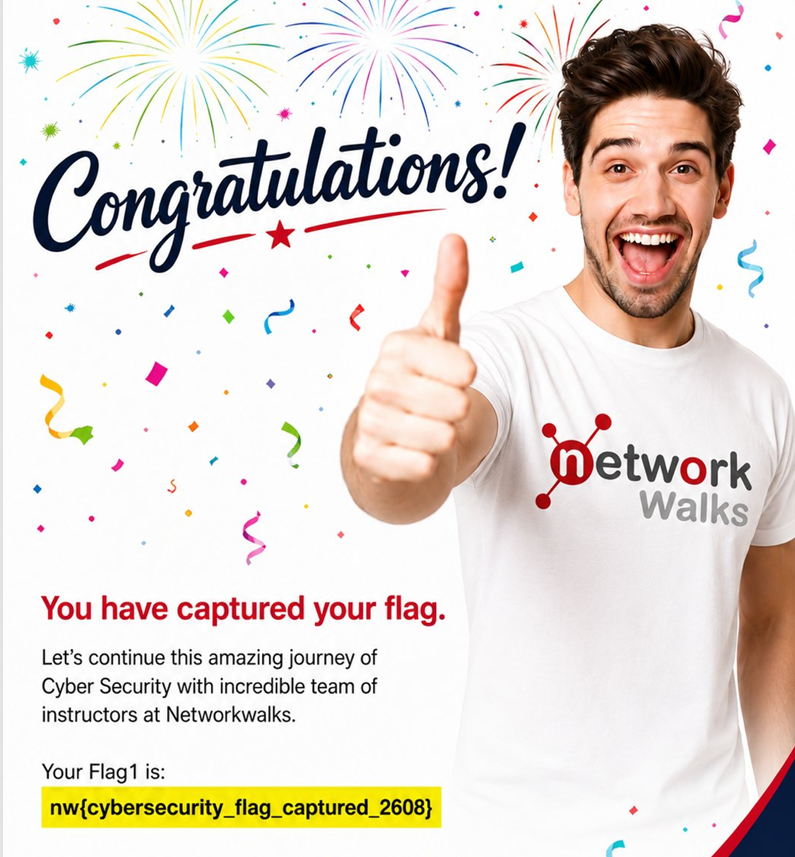 Congratulations!
network
Walks
You have captured your flag.
Let's continue this amazing journey of
Cyber Security with incredible team of
instructors at Networkwalks.
Your Flag1 is:
nw{cybersecurity_flag_captured_2608}